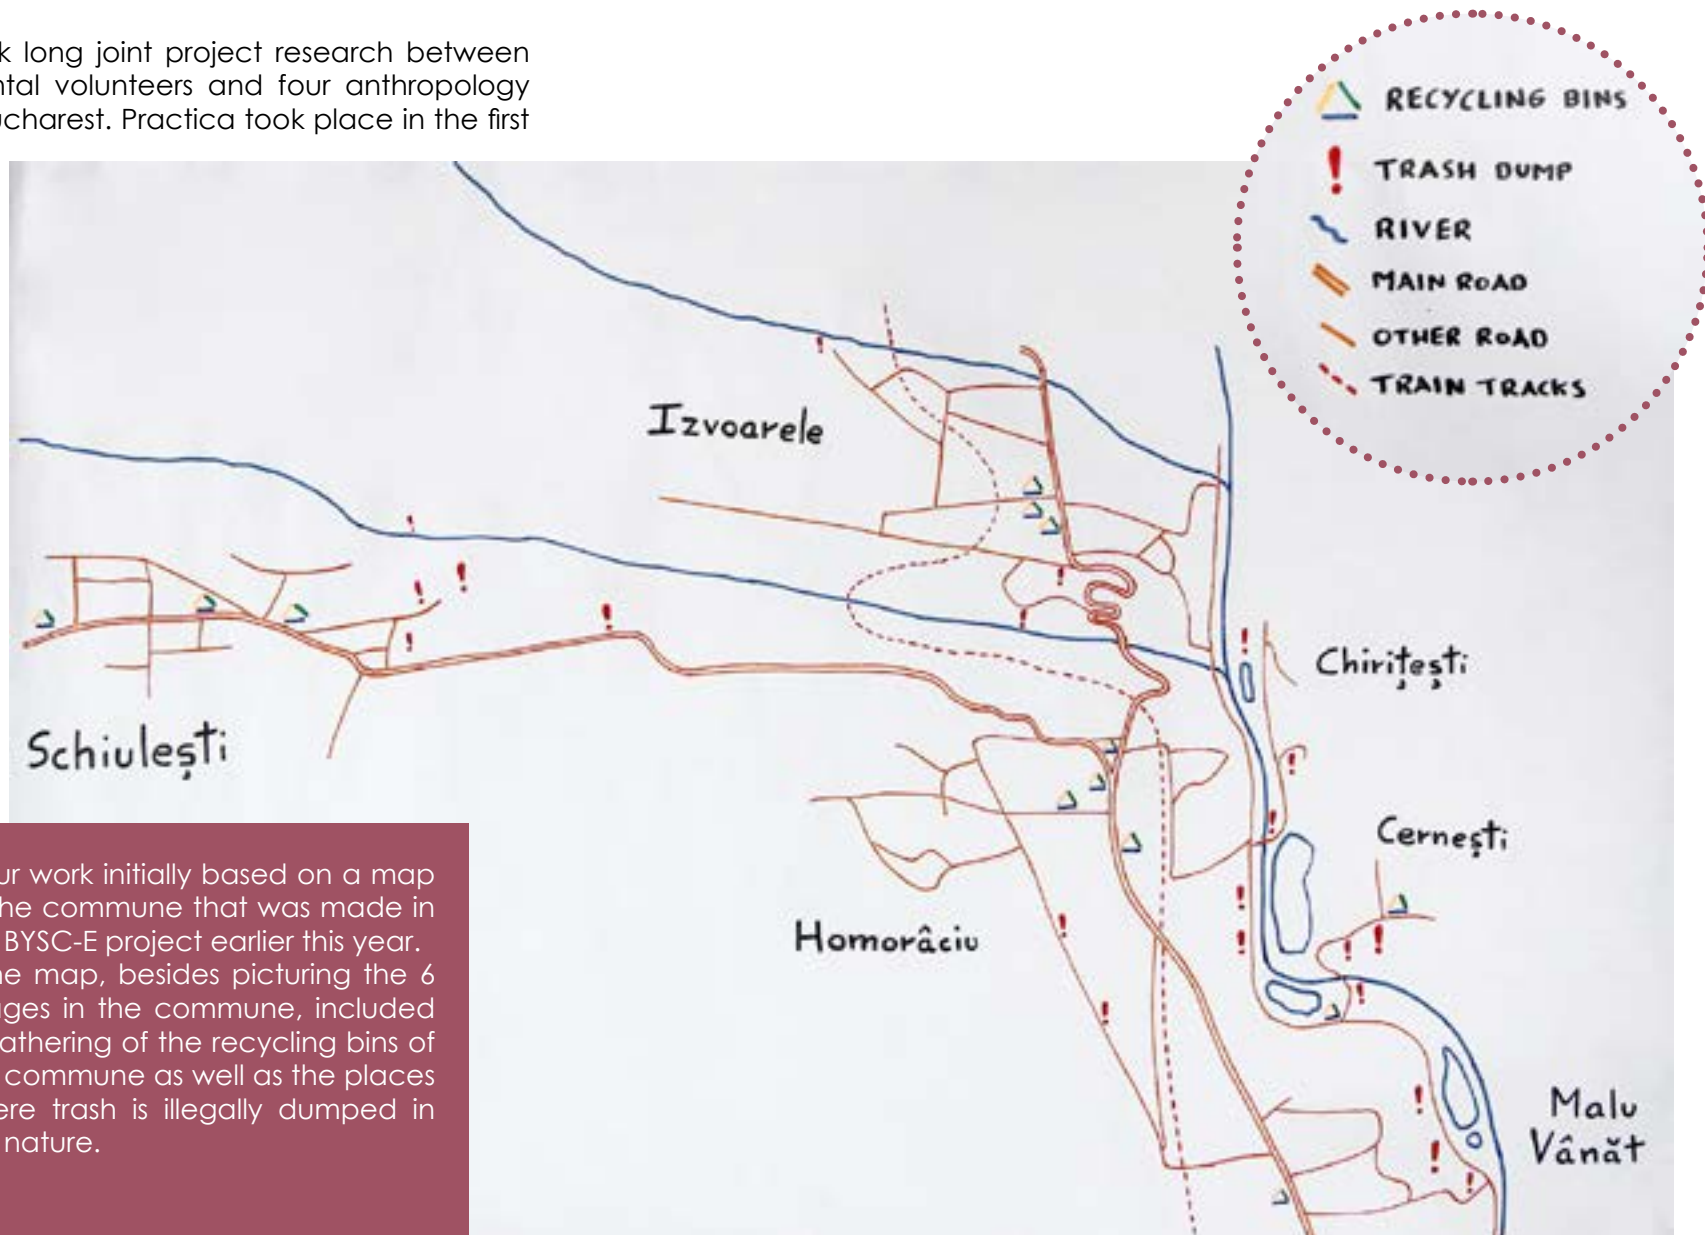 k long joint project research between
ntal volunteers and four anthropology
ucharest. Practica took place in the first
RECYCLING BINS
TRASH DUMP
RIVER
MAIN ROAD
OTHER ROAD
TRAIN TRACKS
Izvoarele
Chirițești
Schiulești
Cernești
Homorâciu
Malu
Vânăt
ur work initially based on a map
he commune that was made in
BYSC-E project earlier this year.
ne map, besides picturing the 6
ages in the commune, included
athering of the recycling bins of
commune as well as the places
ere trash is illegally dumped in
nature.